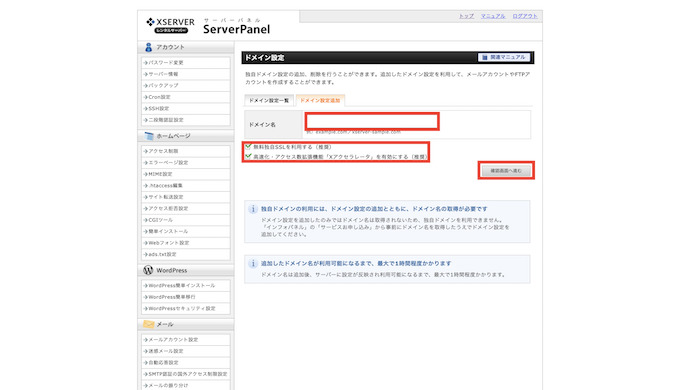 トップ マニュアル ログアウト
XSERVER
レンタルサーバー
サーバーパネル
ServerPanel
アカウント
パスワード変更
サーバー情報
バックアップ
Cron設定
SSH設定
二段階認証設定
ホームページ
アクセス制限
エラーページ設定
MIME設定
.htaccess編集
サイト転送設定
アクセス拒否設定
CGIツール
簡単インストール
Webフォント設定
ads.txt設定
WordPress
WordPress簡単インストール
WordPress簡単移行
WordPressセキュリティ設定
メール
メールアカウント設定
迷惑メール設定
自動応答設定
SMTP認証の国外アクセス制限設定
メールの振り分け
ドメイン設定
関連マニュアル
独自ドメインの追加、削除を行うことができます。追加したドメイン設定を利用して、メールアカウントやFTPア
カウントを作成することができます。
ドメイン設定一覧 ドメイン設定追加
ドメイン名
例) example.com, xserver-sample.com
無料独自SSLを利用する（推奨）
高速化・アクセス数拡張機能「Xアクセラレータ」を有効にする（推奨）
確認画面へ進む
独自ドメインの利用には、ドメイン設定の追加とともに、ドメイン名の取得が必要です
ドメイン設定を追加したのみではドメイン名は取得されないため、独自ドメインを利用できません。
「インフォパネル」の「サービスお申し込み」から事前にドメイン名を取得したうえでドメイン設定を
追加してください。
追加したドメイン名が利用可能になるまで、最大で1時間程度かかります
ドメイン名は追加後、サーバーに設定が反映され利用可能になるまで、最大で1時間程度かかります。